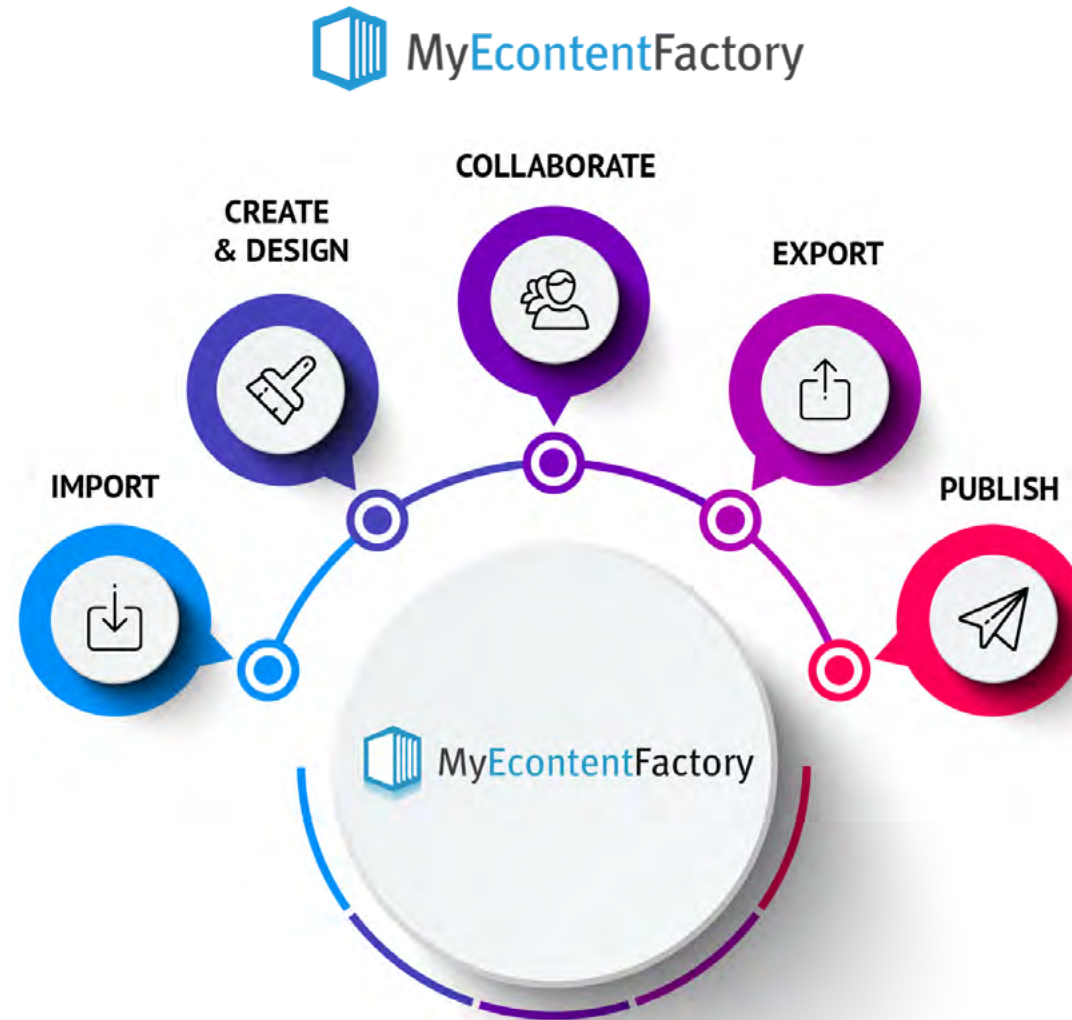 MyEcontentFactory
COLLABORATE
CREATE
& DESIGN
EXPORT
IMPORT
PUBLISH
MyEcontentFactory